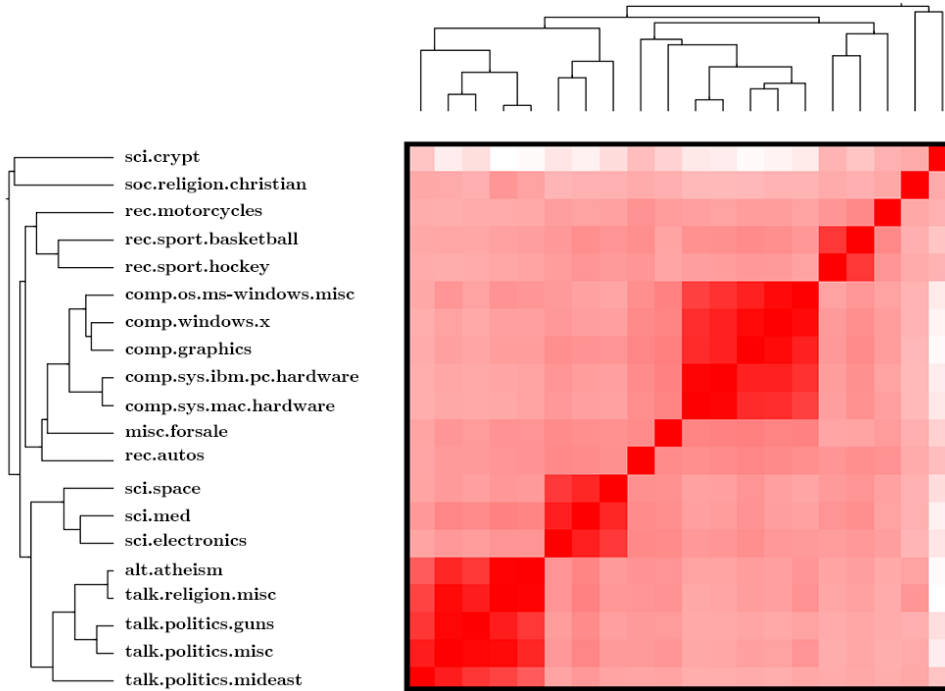 sci.crypt
soc.religion.christian
rec.motorcycles
rec.sport.basketball
rec.sport.hockey
comp.os.ms-windows.misc
comp.windows.x
comp.graphics
comp.sys.ibm.pc.hardware
comp.sys.mac.hardware
misc.forsale
rec.autos
sci.space
sci.med
sci.electronics
alt.atheism
talk.religion.misc
talk.politics.guns
talk.politics.misc
talk.politics.mideast